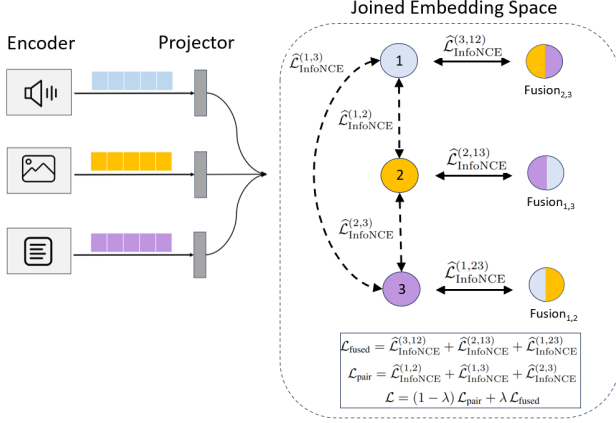 Joined Embedding Space
Encoder
Projector
$\widehat{\mathcal{L}}_{\text{InfoNCE}}^{(1,3)}$
1
$\widehat{\mathcal{L}}_{\text{InfoNCE}}^{(3,12)}$
Fusion$_{2,3}$
$\widehat{\mathcal{L}}_{\text{InfoNCE}}^{(1,2)}$
2
$\widehat{\mathcal{L}}_{\text{InfoNCE}}^{(2,13)}$
Fusion$_{1,3}$
$\widehat{\mathcal{L}}_{\text{InfoNCE}}^{(2,3)}$
3
$\widehat{\mathcal{L}}_{\text{InfoNCE}}^{(1,23)}$
Fusion$_{1,2}$
$\mathcal{L}_{\text{fused}} = \widehat{\mathcal{L}}_{\text{InfoNCE}}^{(3,12)} + \widehat{\mathcal{L}}_{\text{InfoNCE}}^{(2,13)} + \widehat{\mathcal{L}}_{\text{InfoNCE}}^{(1,23)}$
$\mathcal{L}_{\text{pair}} = \widehat{\mathcal{L}}_{\text{InfoNCE}}^{(1,2)} + \widehat{\mathcal{L}}_{\text{InfoNCE}}^{(1,3)} + \widehat{\mathcal{L}}_{\text{InfoNCE}}^{(2,3)}$
$\mathcal{L} = (1 - \lambda) \mathcal{L}_{\text{pair}} + \lambda \mathcal{L}_{\text{fused}}$